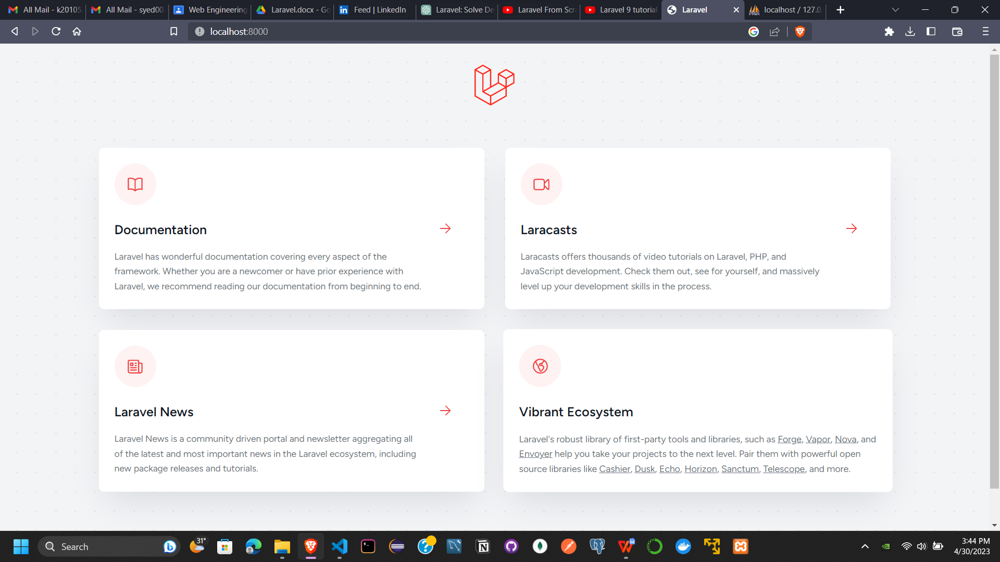 All Mail - k20105
All Mail - syed00
Web Engineering
Laravel.docx - Go
Feed | LinkedIn
Laravel: Solve De
Laravel From Scr
Laravel 9 tutorial
Laravel
localhost / 127.0.
localhost:8000
Documentation
Laravel has wonderful documentation covering every aspect of the
framework. Whether you are a newcomer or have prior experience with
Laravel, we recommend reading our documentation from beginning to end.
Laracasts
Laracasts offers thousands of video tutorials on Laravel, PHP, and
JavaScript development. Check them out, see for yourself, and massively
level up your development skills in the process.
Laravel News
Laravel News is a community driven portal and newsletter aggregating all
of the latest and most important news in the Laravel ecosystem, including
new package releases and tutorials.
Vibrant Ecosystem
Laravel's robust library of first-party tools and libraries, such as Forge, Vapor, Nova, and
Envoyer help you take your projects to the next level. Pair them with powerful open
source libraries like Cashier, Dusk, Echo, Horizon, Sanctum, Telescope, and more.
Search
31°
3:44 PM
4/30/2023